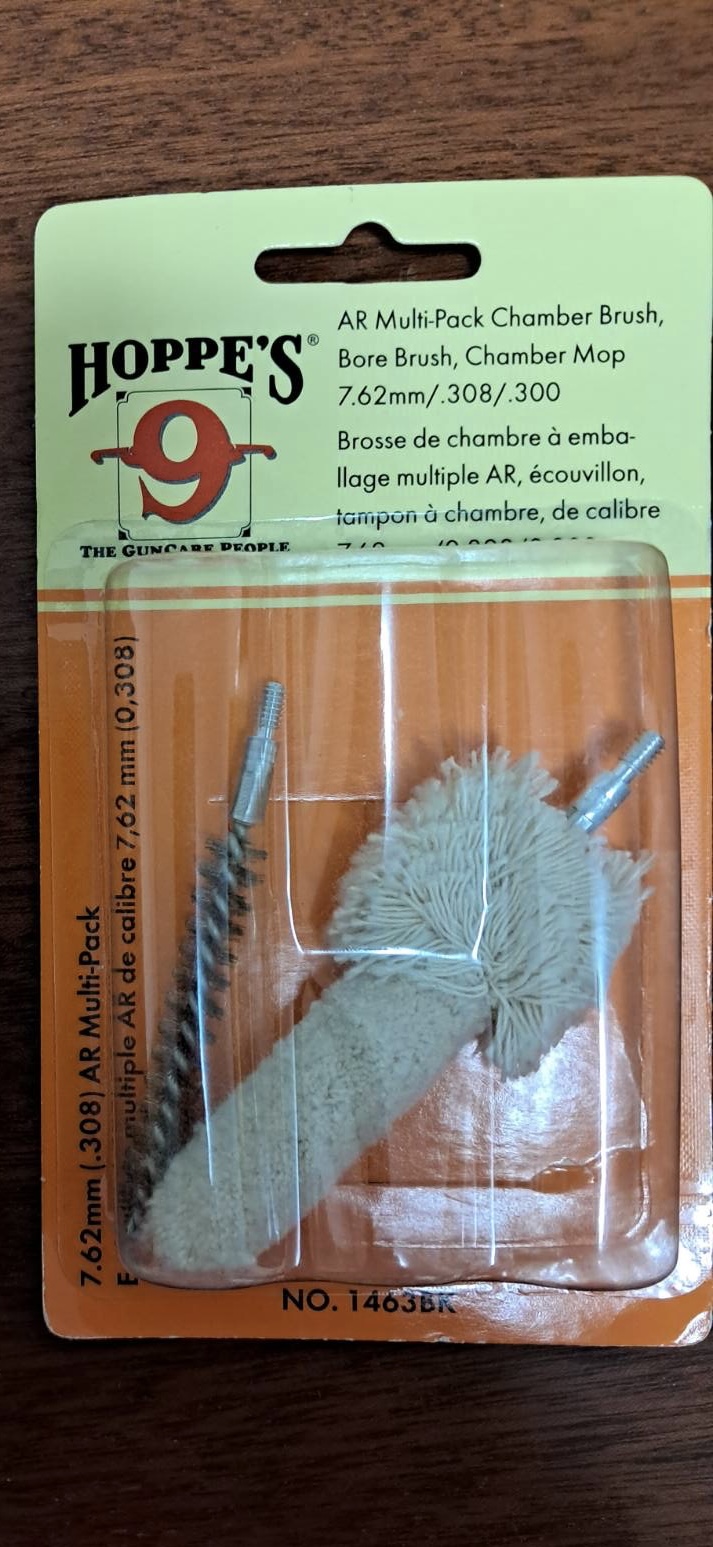 HOPPE'S®
9
THE GUNCARE PEOPLE
AR Multi-Pack Chamber Brush,
Bore Brush, Chamber Mop
7.62mm/.308/.300
Brosse de chambre à emba-
llage multiple AR, écouvillon,
tampon à chambre, de calibre
7.62mm (.308) AR Multi-Pack
multiple AR de calibre 7,62 mm (0,308)
NO. 1463BK